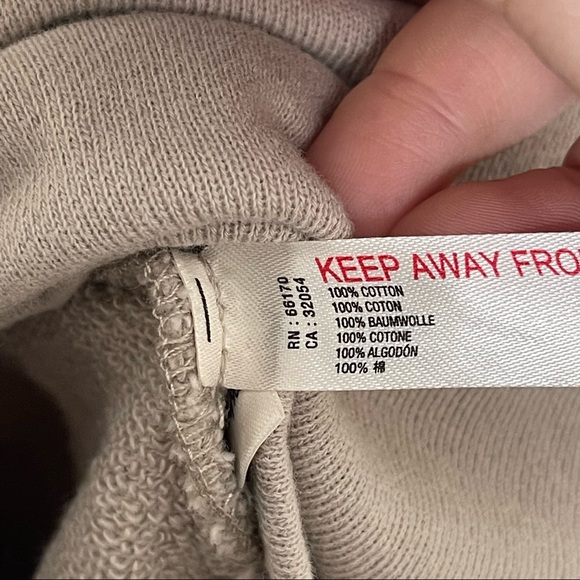 KEEP AWAY FRO
RN : 66170
CA : 32054
100% COTTON
100% COTON
100% BAUMWOLLE
100% COTONE
100% ALGODÓN
100% 棉